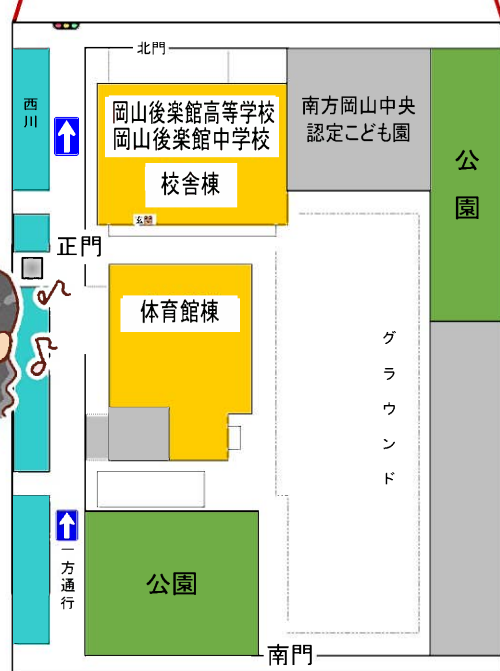 北門
西川
岡山後楽館高等学校
岡山後楽館中学校
校舎棟
玄関
南方岡山中央
認定こども園
公園
正門
体育館棟
グラウンド
一方通行
公園
南門